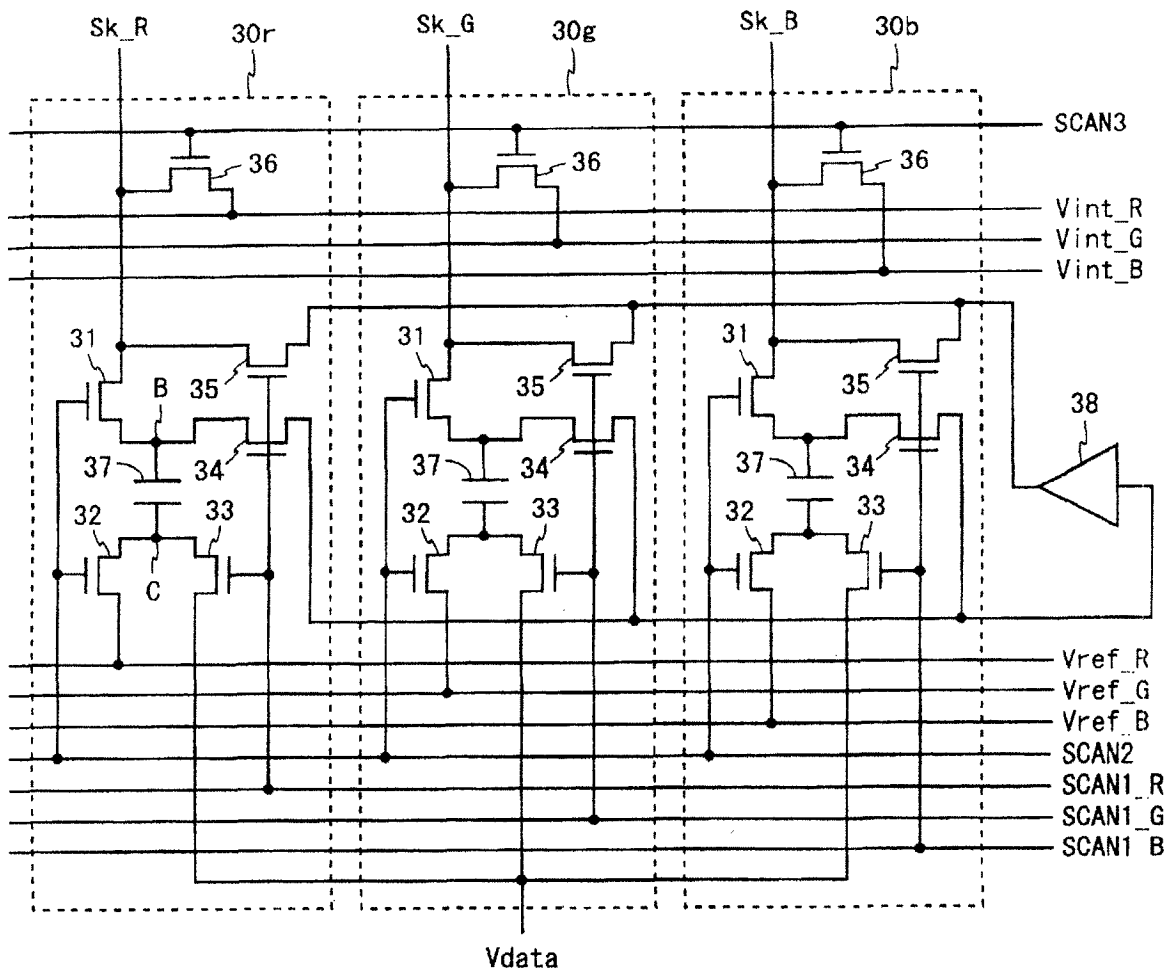 Sk_R 30r Sk_G 30g Sk_B 30b
SCAN3
36 36 36
Vint_R
Vint_G
Vint_B
31 31 31
35 35 35
B
38
34 34 34
37 37 37
32 33 32 33 32 33
C
Vref_R
Vref_G
Vref_B
SCAN2
SCAN1_R
SCAN1_G
SCAN1_B
Vdata